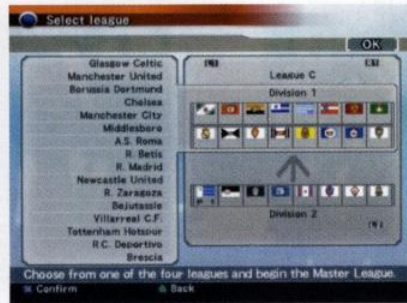 Select league
OK
Glasgow Celtic
Manchester United
Borussia Dortmund
Chelsea
Manchester City
Middlesboro
A.S. Roma
R. Betis
R. Madrid
Newcastle United
R. Zaragoza
Bejutassle
Villarreal C.F.
Tottenham Hotspur
R.C. Deportivo
Brescia
League C
Division 1
Division 2
Choose from one of the four leagues and begin the Master League.
Confirm
Back